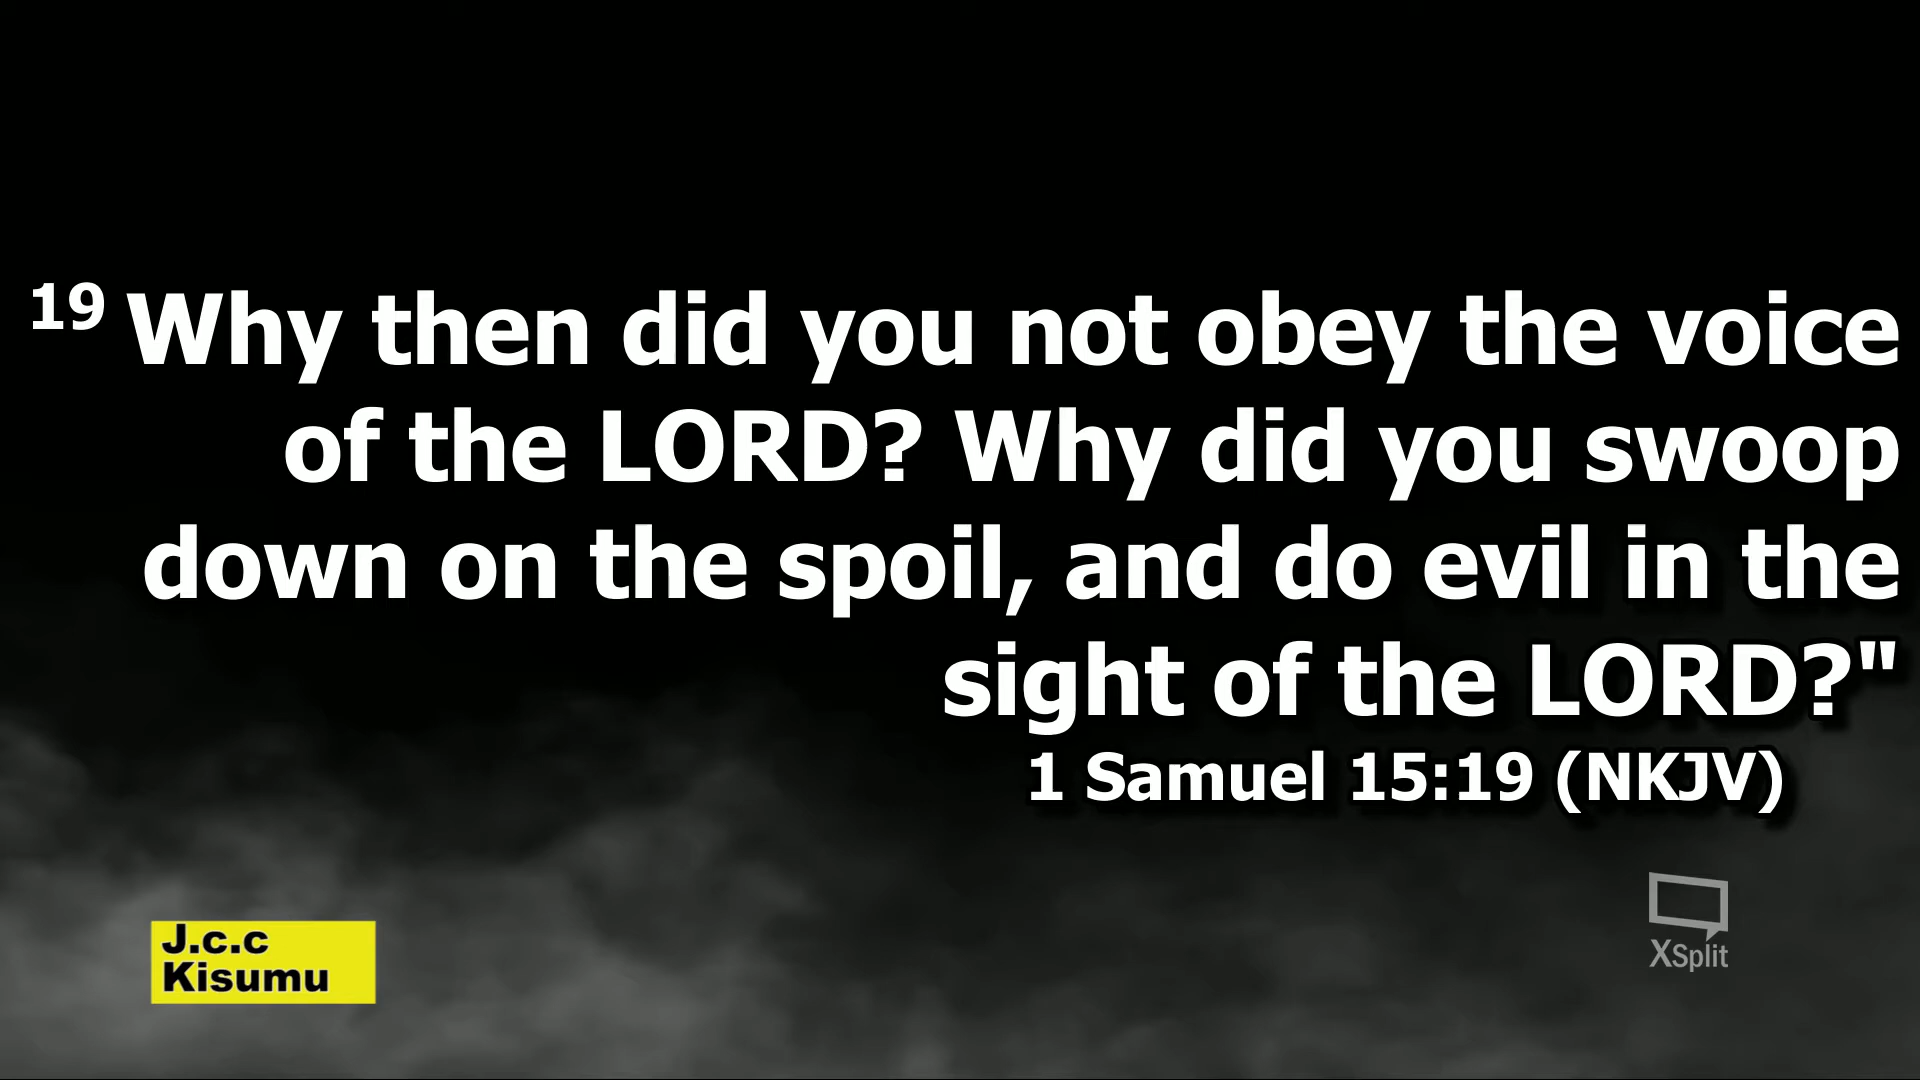 19 Why then did you not obey the voice
of the LORD? Why did you swoop
down on the spoil, and do evil in the
sight of the LORD?"
1 Samuel 15:19 (NKJV)
J.c.c
Kisumu
XSplit